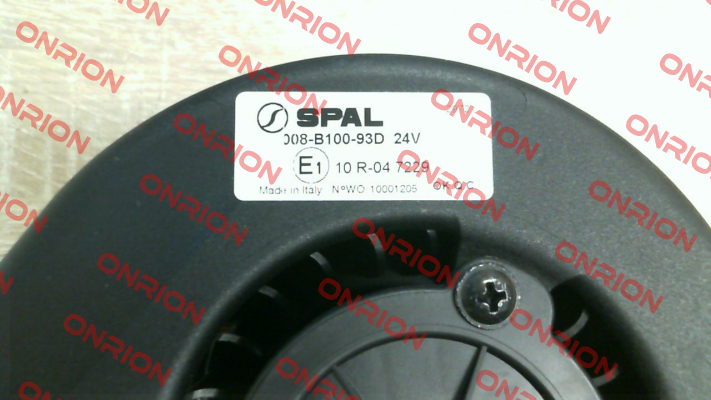 SPAL
008-B100-93D 24V
E1 10 R-04 7229
Made in Italy N°WO 10001205 OK Q.C
ONRION